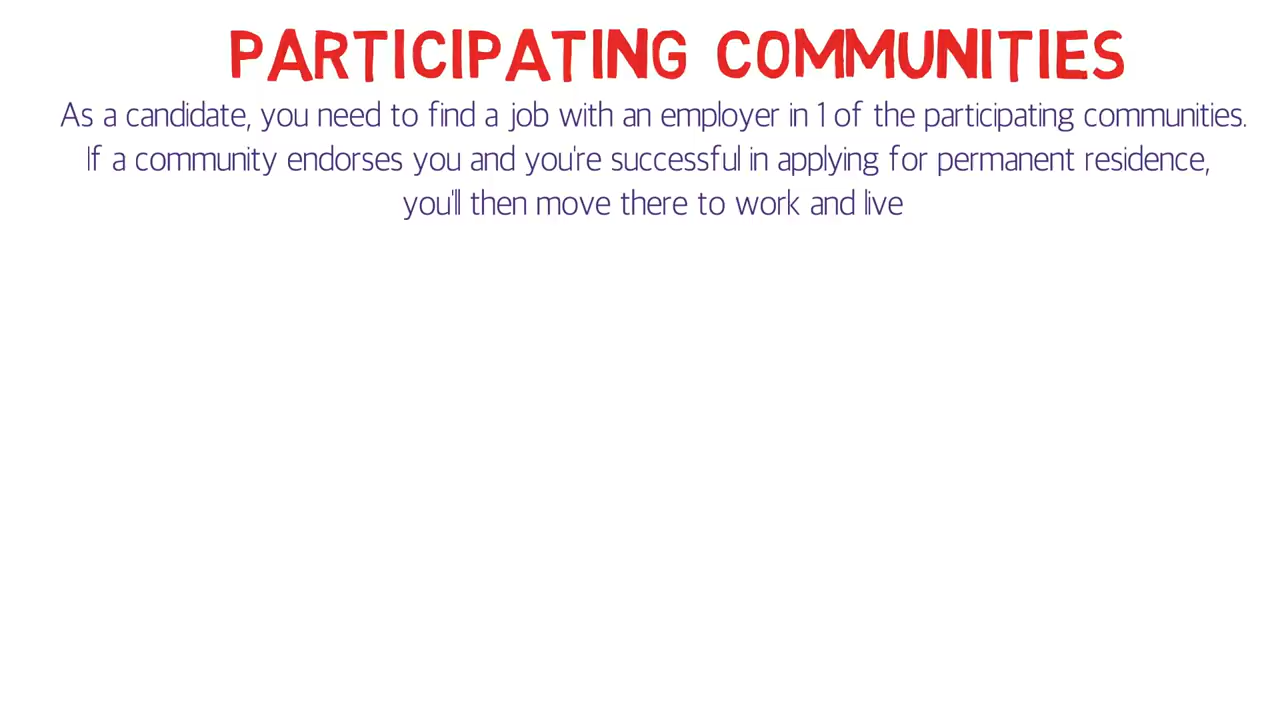 PARTICIPATING COMMUNITIES
As a candidate, you need to find a job with an employer in 1 of the participating communities.
If a community endorses you and you're successful in applying for permanent residence,
you'll then move there to work and live